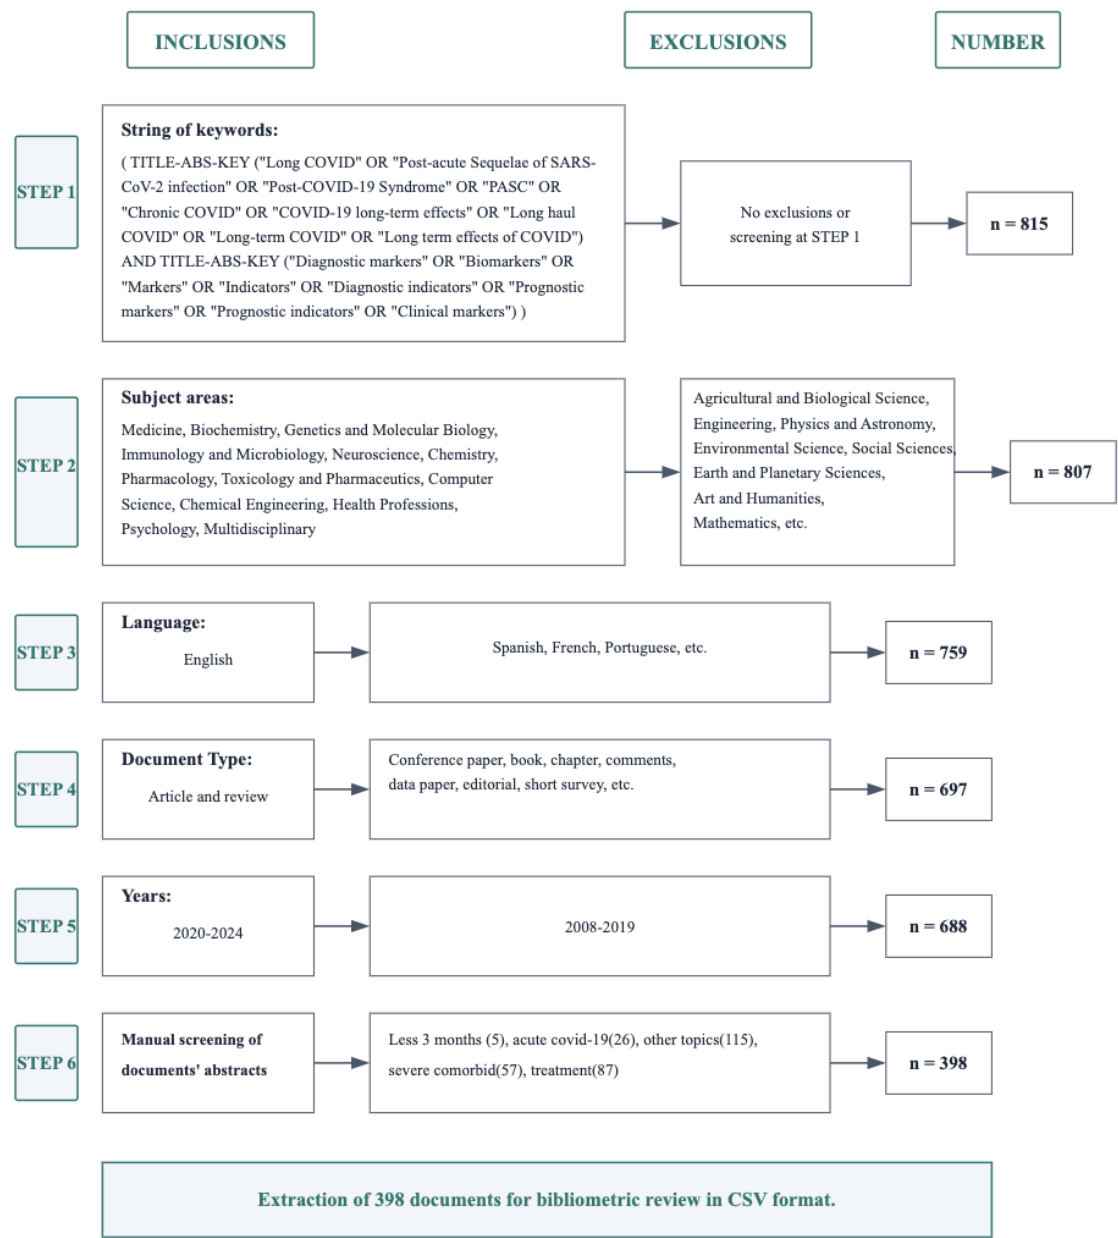 INCLUSIONS
EXCLUSIONS
NUMBER
STEP 1
String of keywords:
( TITLE-ABS-KEY ("Long COVID" OR "Post-acute Sequelae of SARS-
CoV-2 infection" OR "Post-COVID-19 Syndrome" OR "PASC" OR
"Chronic COVID" OR "COVID-19 long-term effects" OR "Long haul
COVID" OR "Long-term COVID" OR "Long term effects of COVID")
AND TITLE-ABS-KEY ("Diagnostic markers" OR "Biomarkers" OR
"Markers" OR "Indicators" OR "Diagnostic indicators" OR "Prognostic
markers" OR "Prognostic indicators" OR "Clinical markers") )
No exclusions or
screening at STEP 1
n = 815
STEP 2
Subject areas:
Medicine, Biochemistry, Genetics and Molecular Biology,
Immunology and Microbiology, Neuroscience, Chemistry,
Pharmacology, Toxicology and Pharmaceutics, Computer
Science, Chemical Engineering, Health Professions,
Psychology, Multidisciplinary
Agricultural and Biological Science,
Engineering, Physics and Astronomy,
Environmental Science, Social Sciences,
Earth and Planetary Sciences,
Art and Humanities,
Mathematics, etc.
n = 807
STEP 3
Language:
English
Spanish, French, Portuguese, etc.
n = 759
STEP 4
Document Type:
Article and review
Conference paper, book, chapter, comments,
data paper, editorial, short survey, etc.
n = 697
STEP 5
Years:
2020-2024
2008-2019
n = 688
STEP 6
Manual screening of
documents' abstracts
Less 3 months (5), acute covid-19(26), other topics(115),
severe comorbid(57), treatment(87)
n = 398
Extraction of 398 documents for bibliometric review in CSV format.